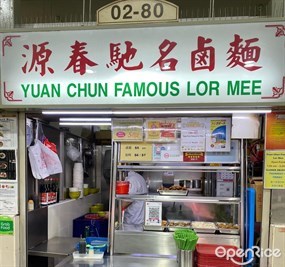 02-80
源春馳名鹵麵
YUAN CHUN FAMOUS LOR MEE
OpenRice